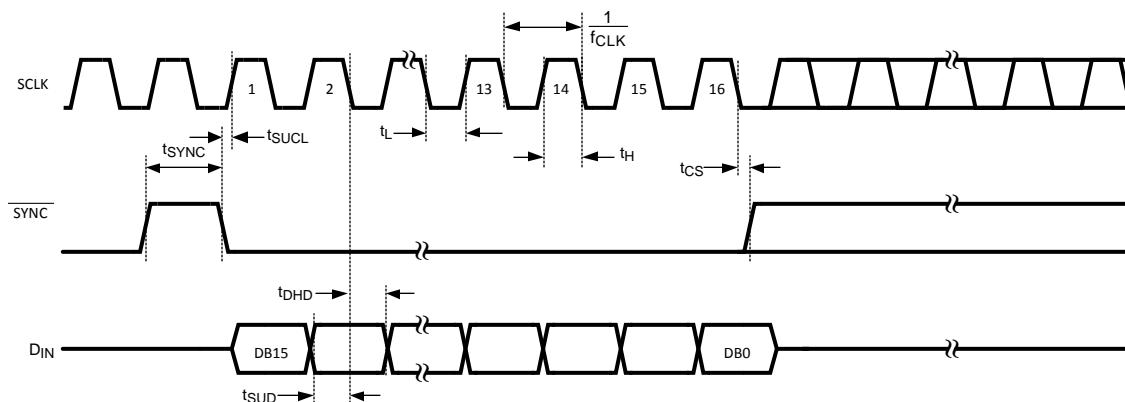 1
fCLK
SCLK
1 2 13 14 15 16
tSYNC
tSUCL
tL
tH
tCS
SYNC
tDHD
DIN
DB15 DB0
tSUD